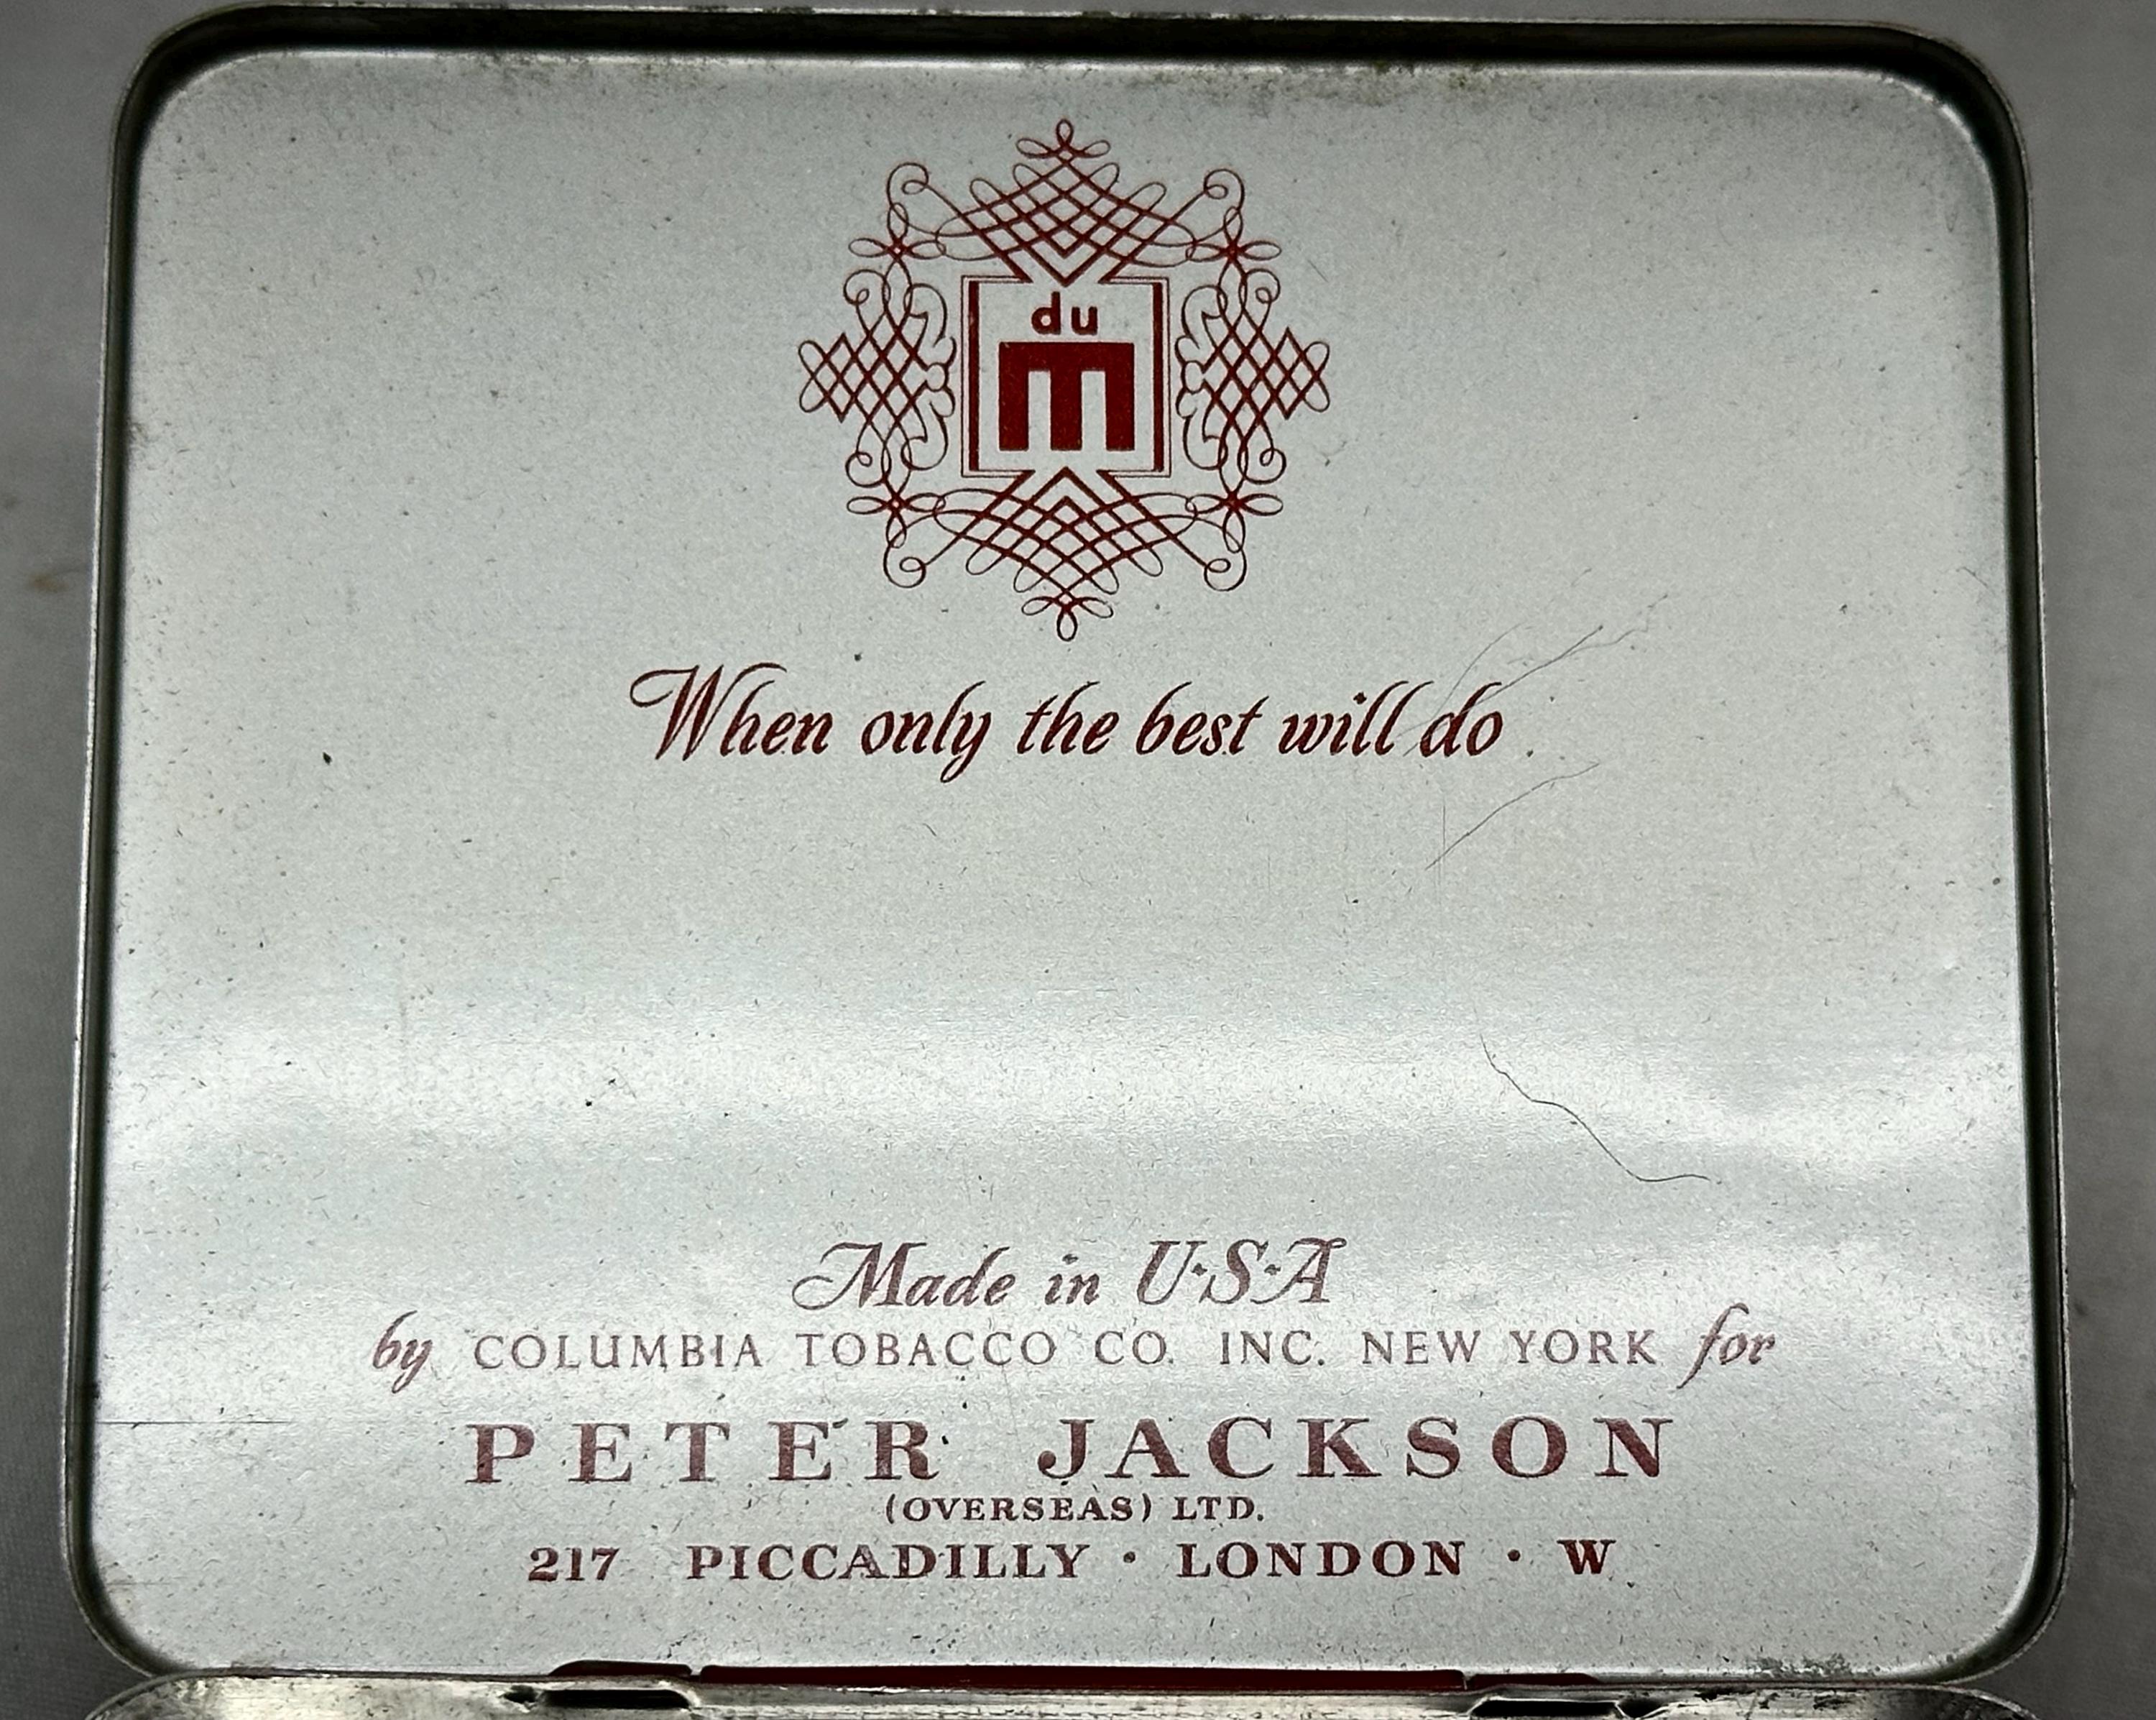 du
m
When only the best will do
Made in U·S·A
by COLUMBIA TOBACCO CO. INC. NEW YORK for
PETER JACKSON
(OVERSEAS) LTD.
217 PICCADILLY · LONDON · W